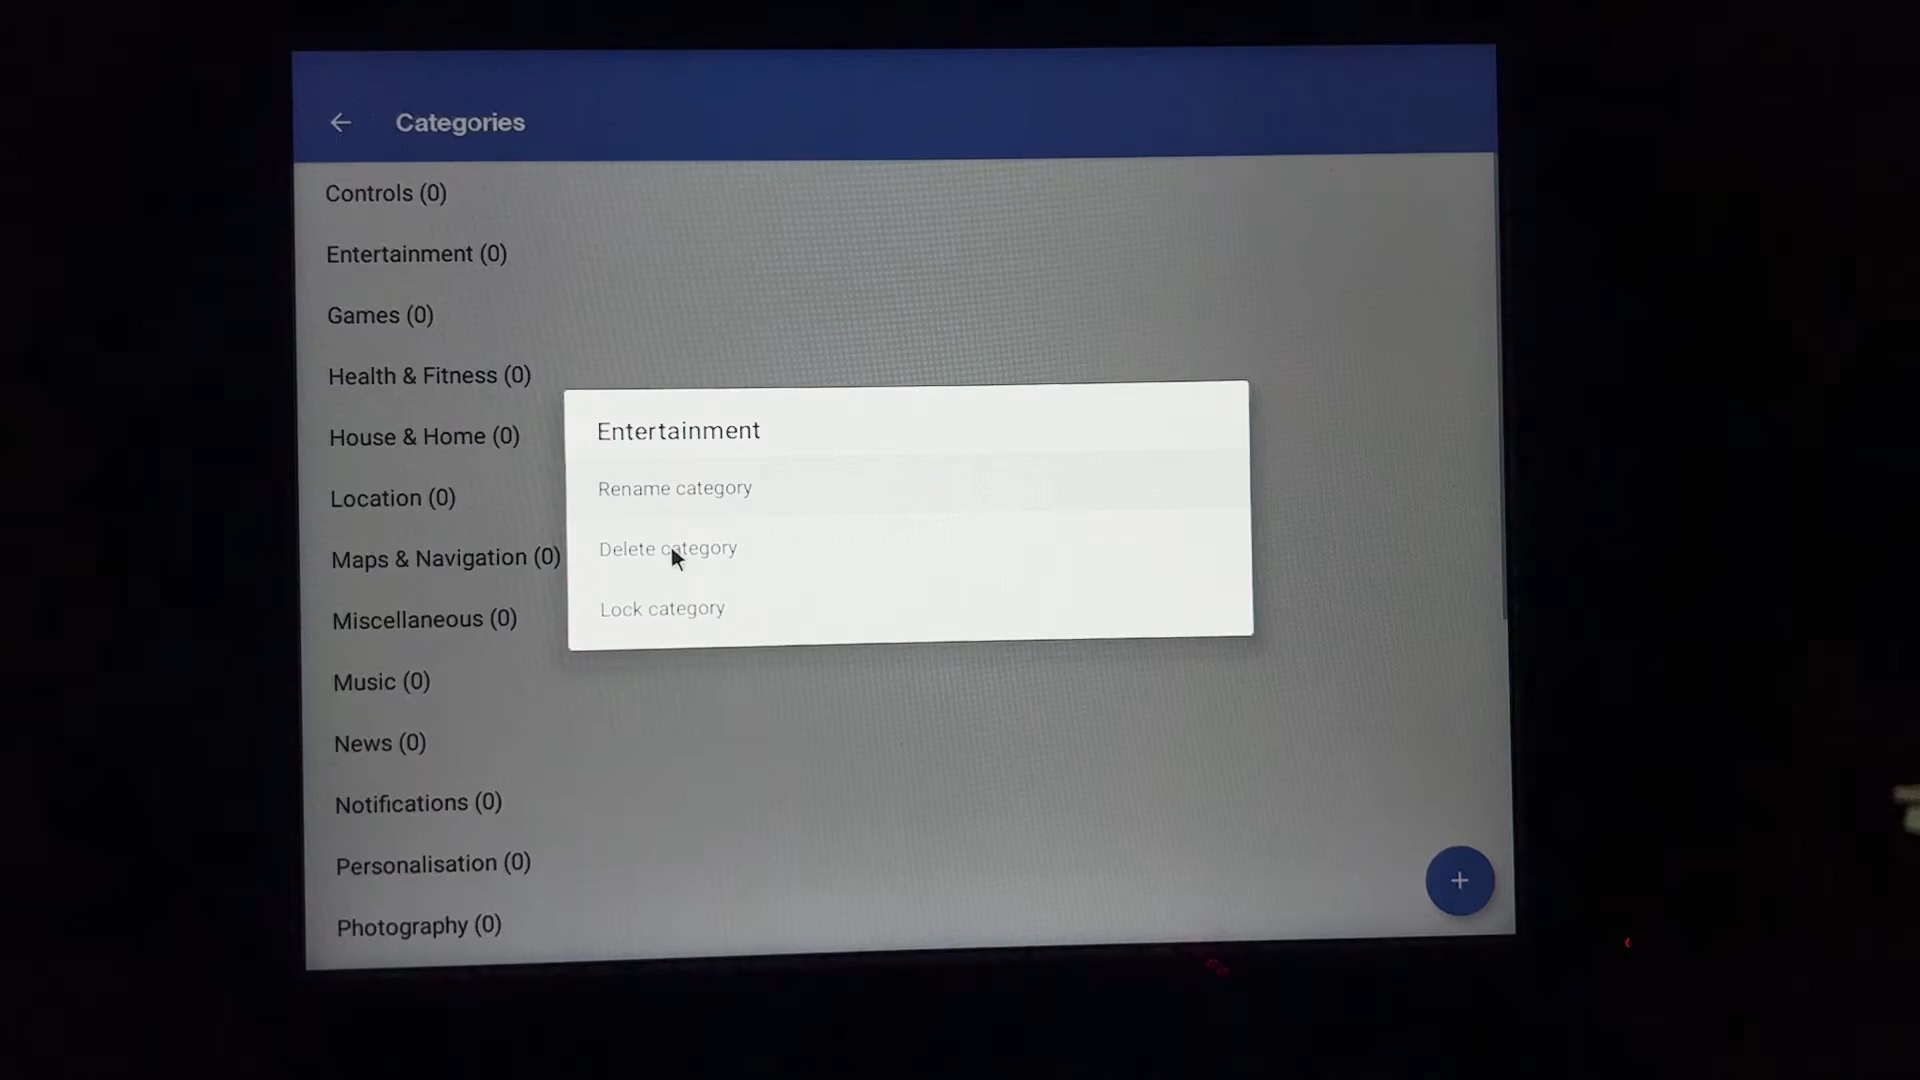 Categories
Controls (0)
Entertainment (0)
Games (0)
Health & Fitness (0)
House & Home (0)
Location (0)
Maps & Navigation (0)
Miscellaneous (0)
Music (0)
News (0)
Notifications (0)
Personalisation (0)
Photography (0)
Entertainment
Rename category
Delete category
Lock category